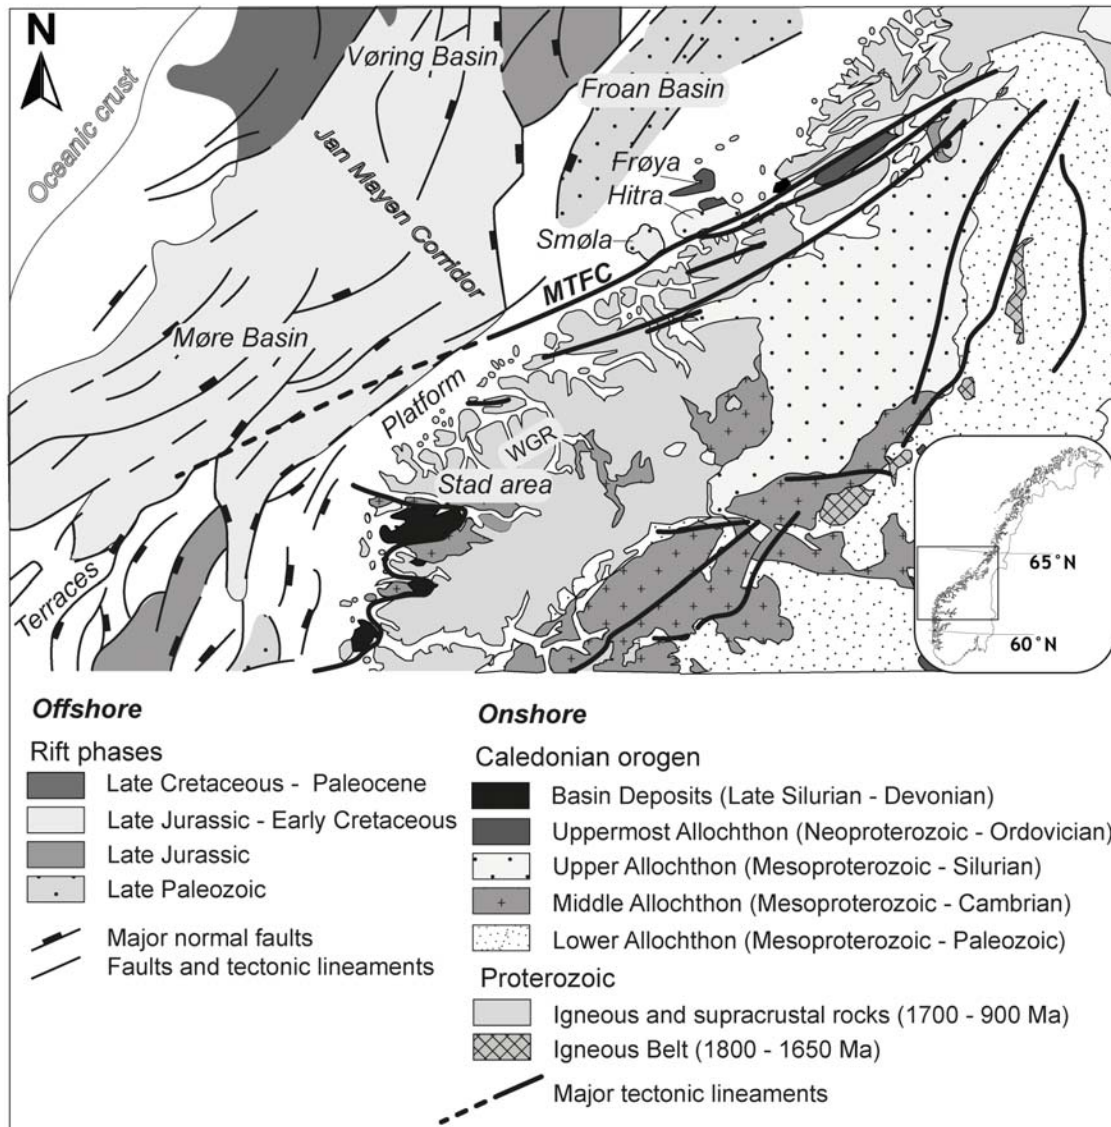 N
Vøring Basin
Froan Basin
Oceanic crust
Jan Mayen Corridor
Frøya
Hitra
Smøla
MTFC
Møre Basin
Platform
WGR
Stad area
Terraces
65°N
60°N
Offshore
Rift phases
Late Cretaceous - Paleocene
Late Jurassic - Early Cretaceous
Late Jurassic
Late Paleozoic
Major normal faults
Faults and tectonic lineaments
Onshore
Caledonian orogen
Basin Deposits (Late Silurian - Devonian)
Uppermost Allochthon (Neoproterozoic - Ordovician)
Upper Allochthon (Mesoproterozoic - Silurian)
Middle Allochthon (Mesoproterozoic - Cambrian)
Lower Allochthon (Mesoproterozoic - Paleozoic)
Proterozoic
Igneous and supracrustal rocks (1700 - 900 Ma)
Igneous Belt (1800 - 1650 Ma)
Major tectonic lineaments